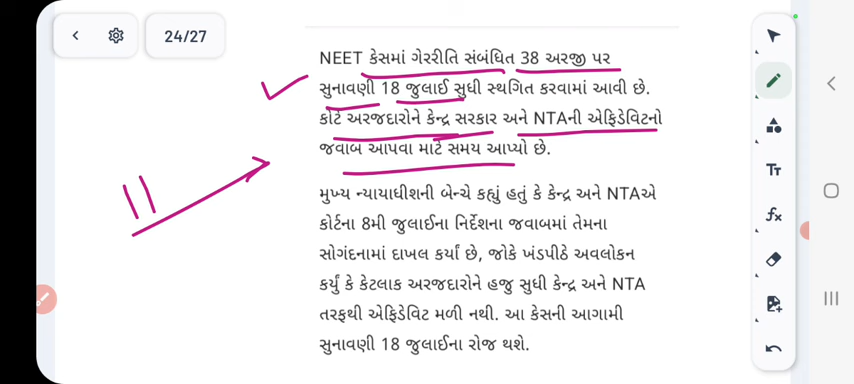 24/27
NEET કેસમાં ગેરરીતિ સંબંધિત 38 અરજી પર
સુનાવણી 18 જુલાઈ સુધી સ્થગિત કરવામાં આવી છે.
કોર્ટે અરજદારોને કેન્દ્ર સરકાર અને NTAની એફિડેવિટનો
જવાબ આપવા માટે સમય આપ્યો છે.
મુખ્ય ન્યાયાધીશની બેન્ચે કહ્યું હતું કે કેન્દ્ર અને NTAએ
કોર્ટના 8મી જુલાઈના નિર્દેશના જવાબમાં તેમના
સોગંદનામાં દાખલ કર્યાં છે, જોકે ખંડપીઠે અવલોકન
કર્યું કે કેટલાક અરજદારોને હજુ સુધી કેન્દ્ર અને NTA
તરફથી એફિડેવિટ મળી નથી. આ કેસની આગામી
સુનાવણી 18 જુલાઈના રોજ થશે.
Tт
fx